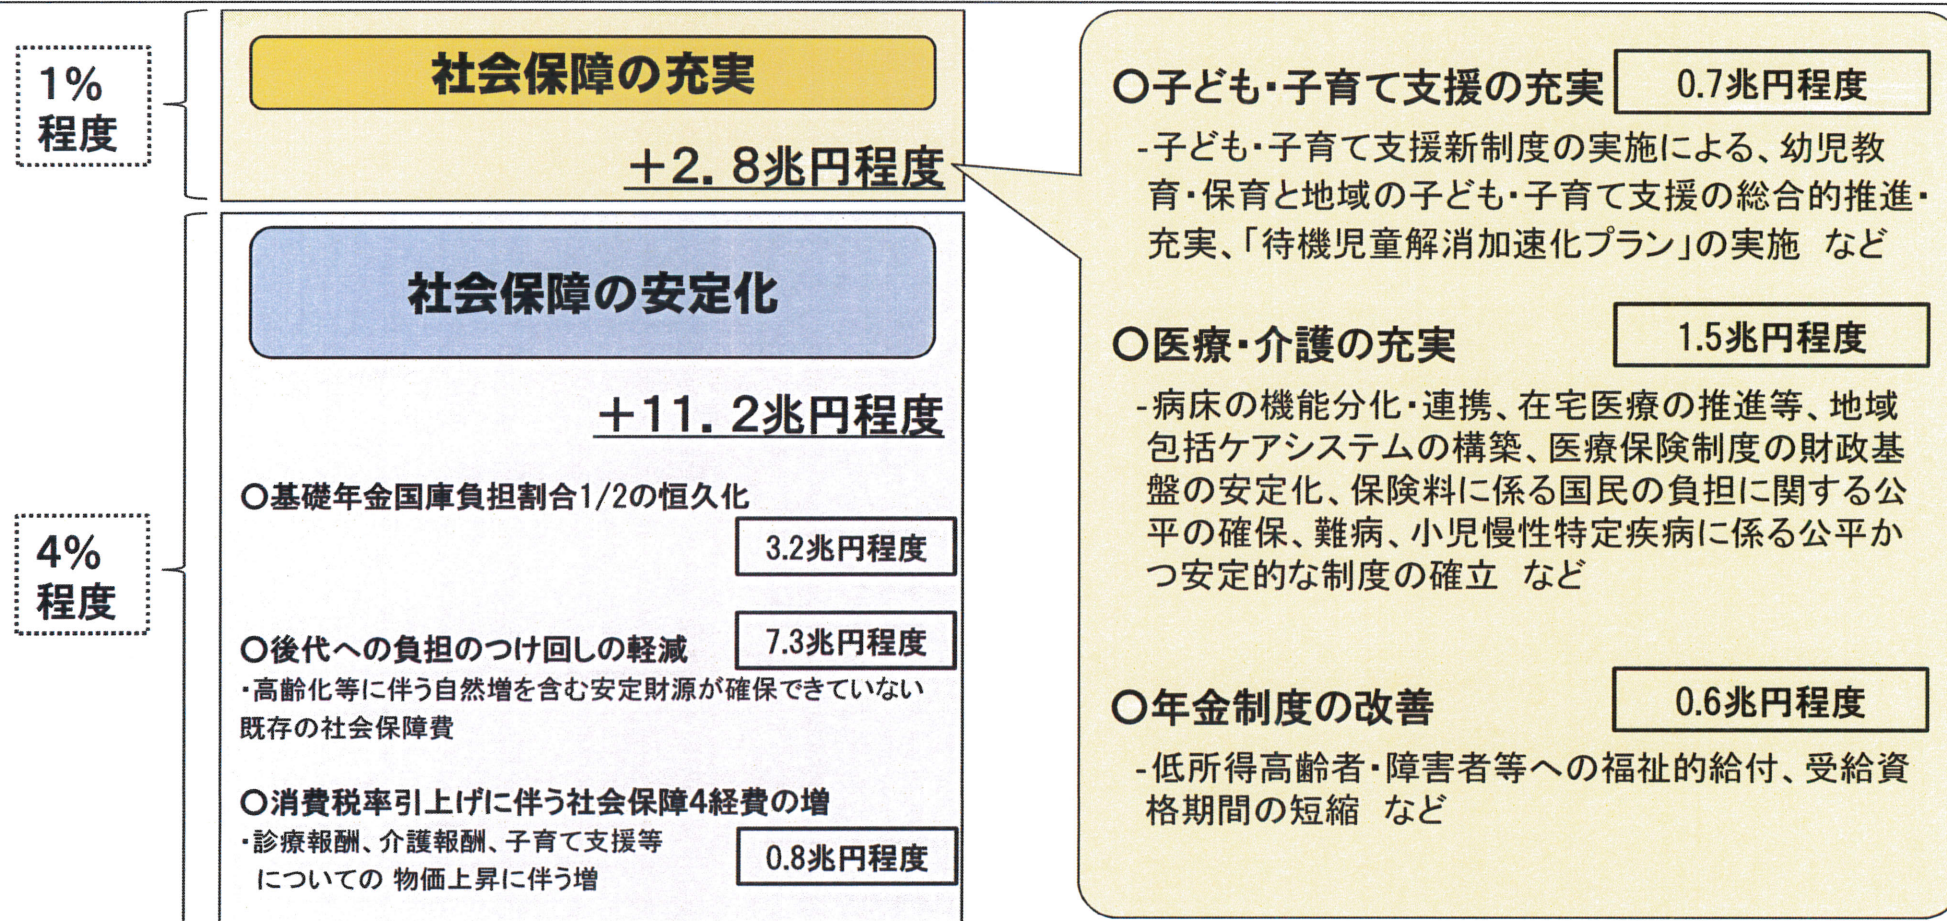 1%
程度
社会保障の充実
+2. 8兆円程度
4%
程度
社会保障の安定化
+11. 2兆円程度
○基礎年金国庫負担割合1/2の恒久化
3.2兆円程度
○後代への負担のつけ回しの軽減 7.3兆円程度
・高齢化等に伴う自然増を含む安定財源が確保できていない
既存の社会保障費
○消費税率引上げに伴う社会保障4経費の増
・診療報酬、介護報酬、子育て支援等
についての 物価上昇に伴う増
0.8兆円程度
○子ども・子育て支援の充実 0.7兆円程度
-子ども・子育て支援新制度の実施による、幼児教
育・保育と地域の子ども・子育て支援の総合的推進・
充実、「待機児童解消加速化プラン」の実施 など
○医療・介護の充実 1.5兆円程度
-病床の機能分化・連携、在宅医療の推進等、地域
包括ケアシステムの構築、医療保険制度の財政基
盤の安定化、保険料に係る国民の負担に関する公
平の確保、難病、小児慢性特定疾病に係る公平か
つ安定的な制度の確立 など
○年金制度の改善 0.6兆円程度
-低所得高齢者・障害者等への福祉的給付、受給資
格期間の短縮 など